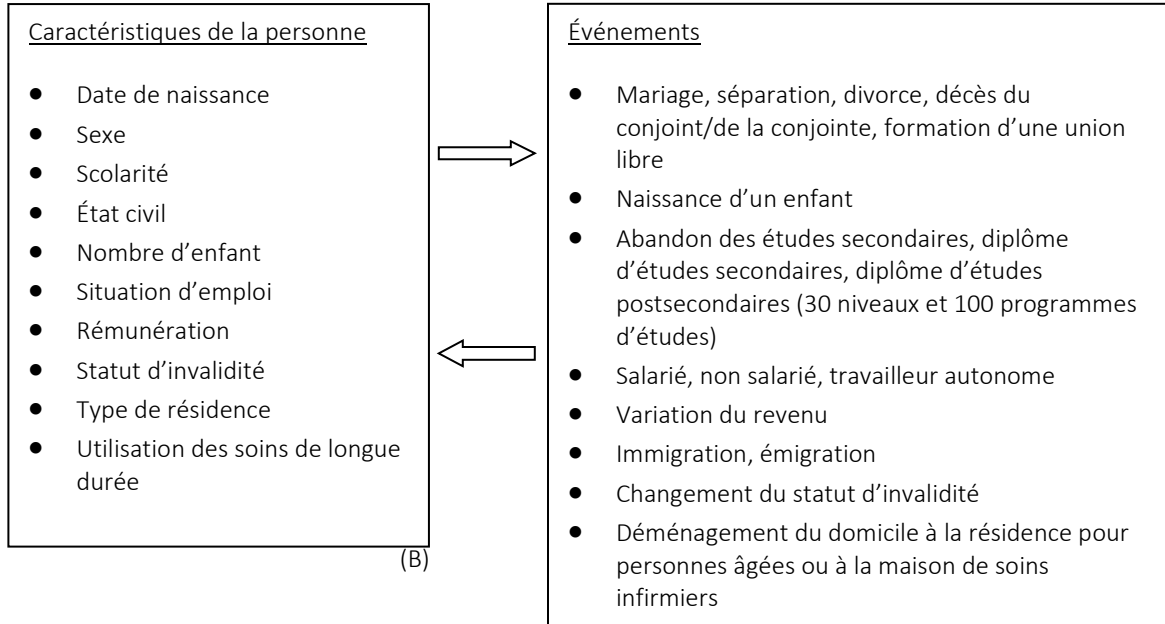 Caractéristiques de la personne
● Date de naissance
● Sexe
● Scolarité
● État civil
● Nombre d'enfant
● Situation d'emploi
● Rémunération
● Statut d'invalidité
● Type de résidence
● Utilisation des soins de longue
durée
(B)
Événements
● Mariage, séparation, divorce, décès du
conjoint/de la conjointe, formation d'une union
libre
● Naissance d'un enfant
● Abandon des études secondaires, diplôme
d'études secondaires, diplôme d'études
postsecondaires (30 niveaux et 100 programmes
d'études)
● Salarié, non salarié, travailleur autonome
● Variation du revenu
● Immigration, émigration
● Changement du statut d'invalidité
● Déménagement du domicile à la résidence pour
personnes âgées ou à la maison de soins
infirmiers